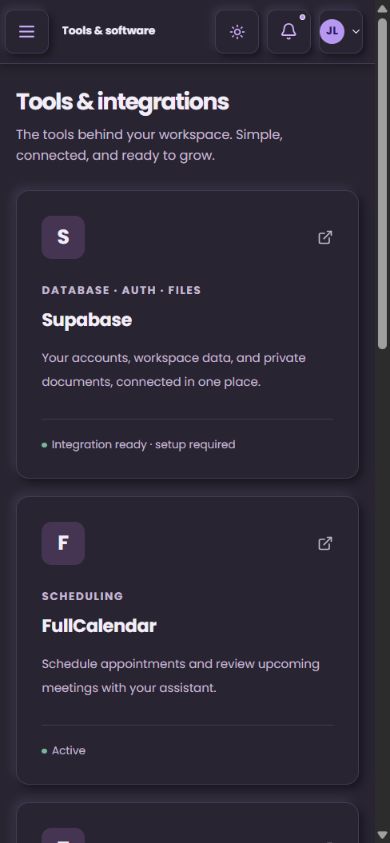 Tools & software
JL
Tools & integrations
The tools behind your workspace. Simple,
connected, and ready to grow.
S
DATABASE · AUTH · FILES
Supabase
Your accounts, workspace data, and private
documents, connected in one place.
Integration ready · setup required
F
SCHEDULING
FullCalendar
Schedule appointments and review upcoming
meetings with your assistant.
Active